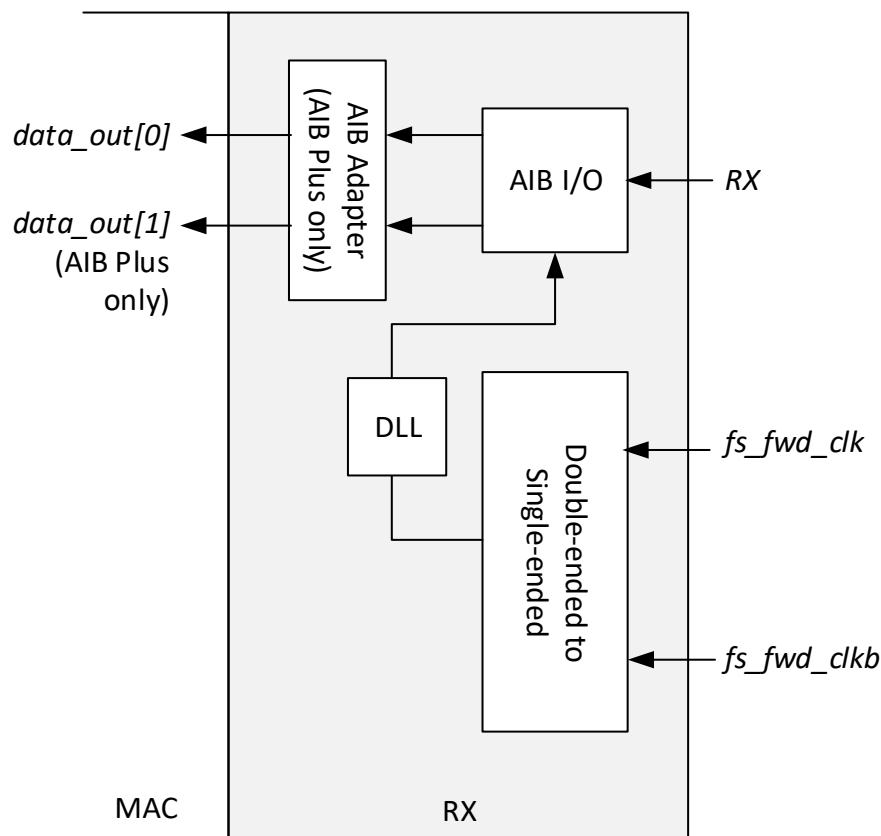 data_out[0]
data_out[1]
(AIB Plus
only)
AIB Adapter
(AIB Plus only)
AIB I/O
RX
DLL
Double-ended to
Single-ended
fs_fwd_clk
fs_fwd_clkb
MAC
RX